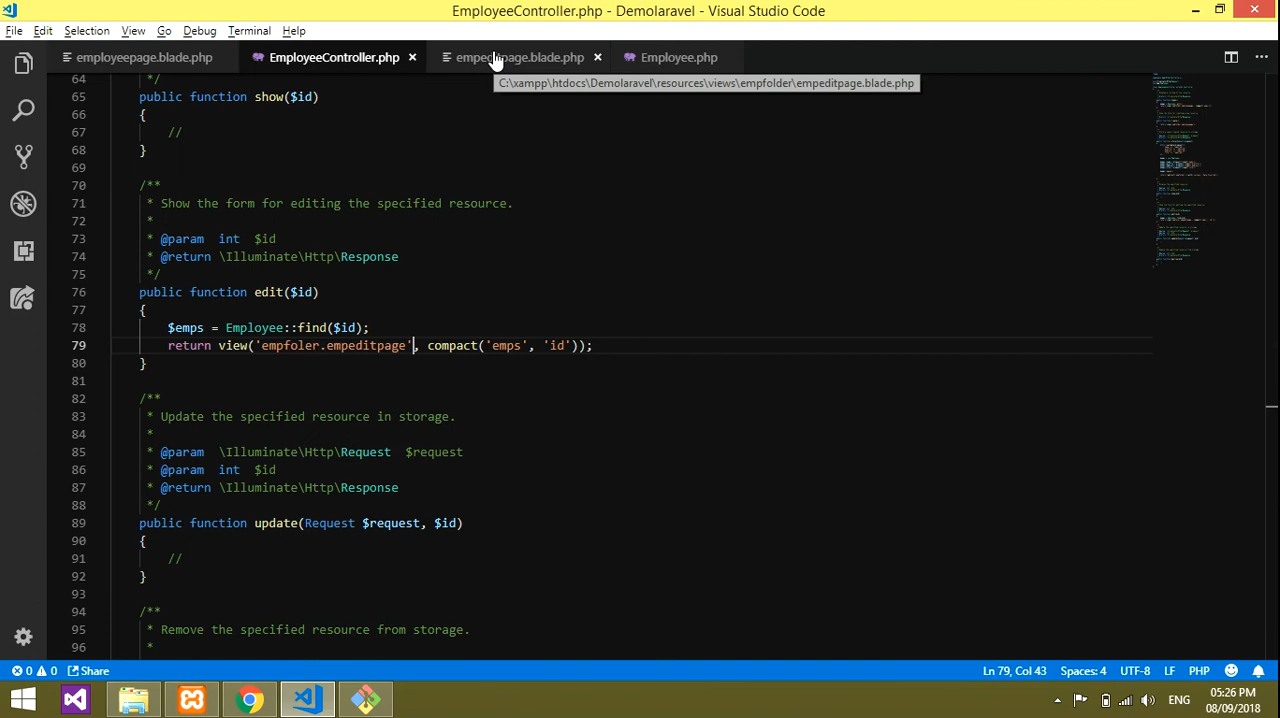 EmployeeController.php - Demolaravel - Visual Studio Code
File Edit Selection View Go Debug Terminal Help
employeepage.blade.php EmployeeController.php × empeditpage.blade.php × Employee.php
C:\xampp\htdocs\Demolaravel\resources\views\empfolder\empeditpage.blade.php
64 */
65 public function show($id)
66 {
67 //
68 }
69
70 /**
71 * Show the form for editing the specified resource.
72 *
73 * @param int $id
74 * @return \Illuminate\Http\Response
75 */
76 public function edit($id)
77 {
78 $emps = Employee::find($id);
79 return view('empfoler.empeditpage', compact('emps', 'id'));
80 }
81
82 /**
83 * Update the specified resource in storage.
84 *
85 * @param \Illuminate\Http\Request $request
86 * @param int $id
87 * @return \Illuminate\Http\Response
88 */
89 public function update(Request $request, $id)
90 {
91 //
92 }
93
94 /**
95 * Remove the specified resource from storage.
96 *
0 0 Share Ln 79, Col 43 Spaces: 4 UTF-8 LF PHP
ENG 05:26 PM
08/09/2018